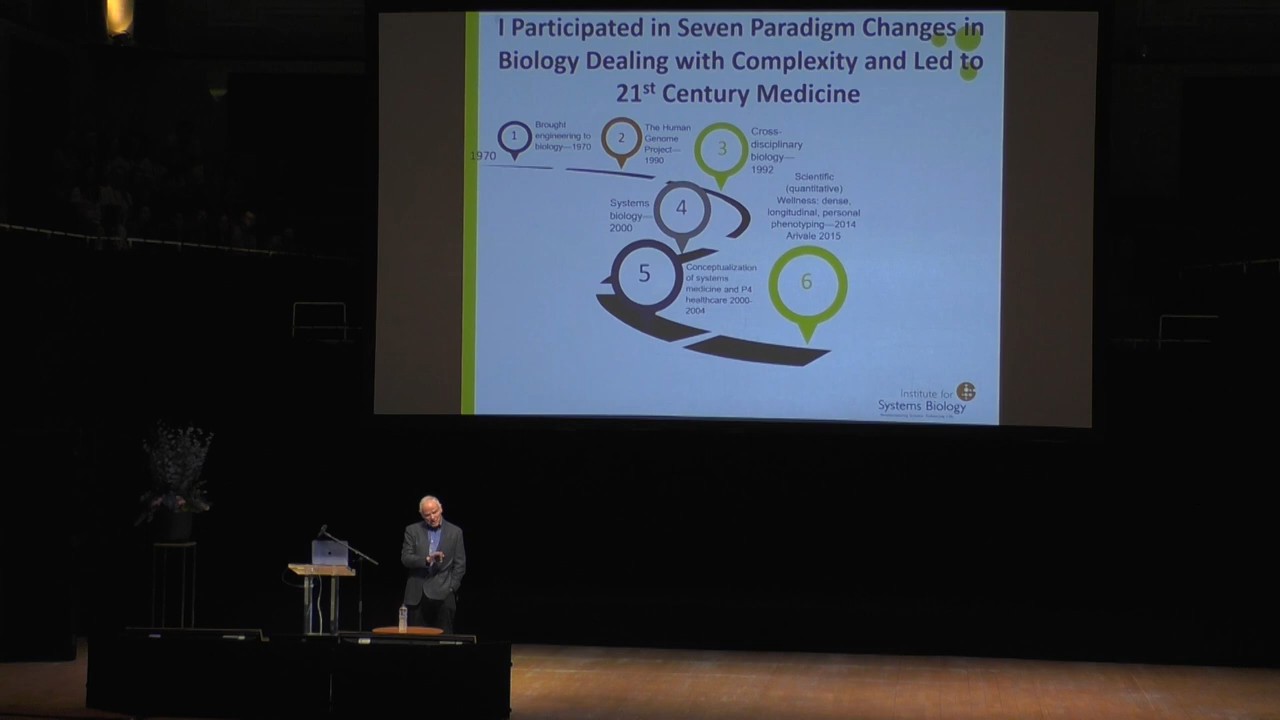 I Participated in Seven Paradigm Changes in
Biology Dealing with Complexity and Led to
21st Century Medicine
1970
1
Brought
engineering to
biology—1970
2
The Human
Genome
Project—
1990
3
Cross-
disciplinary
biology—
1992
Systems
biology—
2000
4
5
Conceptualization
of systems
medicine and P4
healthcare 2000-
2004
Scientific
(quantitative)
Wellness: dense,
longitudinal, personal
phenotyping—2014
Arivale 2015
6
Institute for
Systems Biology